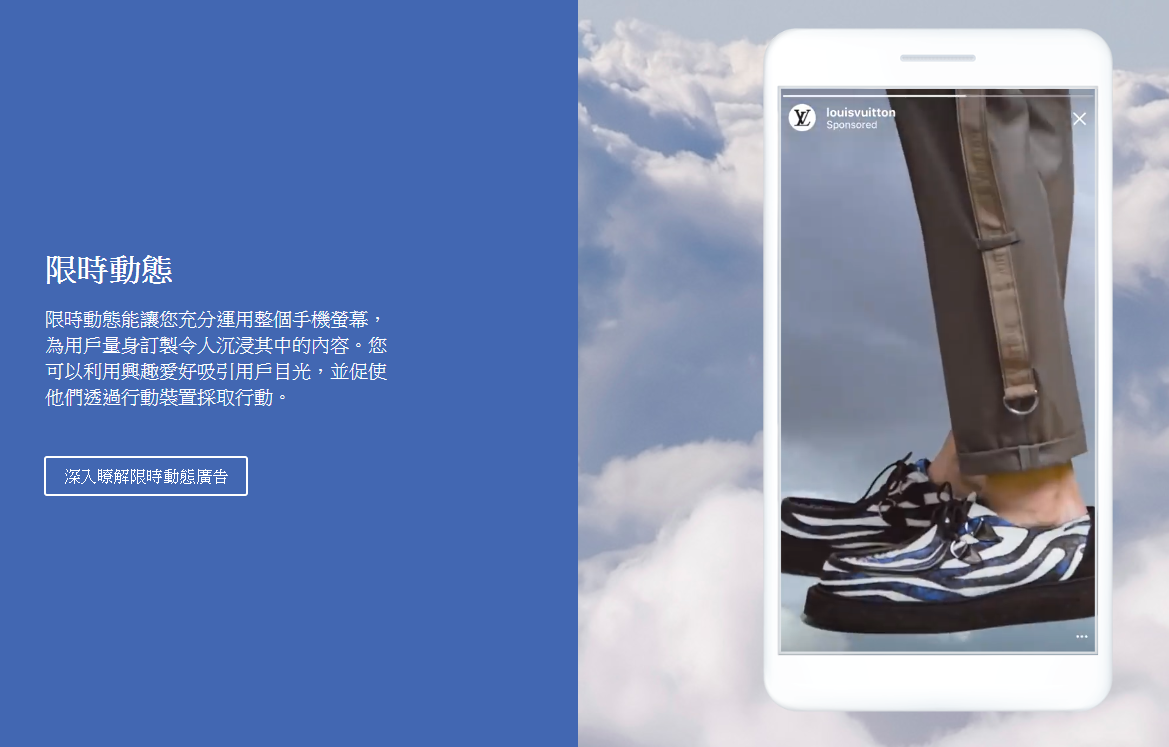 限時動態
限時動態能讓您充分運用整個手機螢幕，
為用戶量身訂製令人沉浸其中的內容。您
可以利用興趣愛好吸引用戶目光，並促使
他們透過行動裝置採取行動。
深入瞭解限時動態廣告
LV
louisvuitton
Sponsored